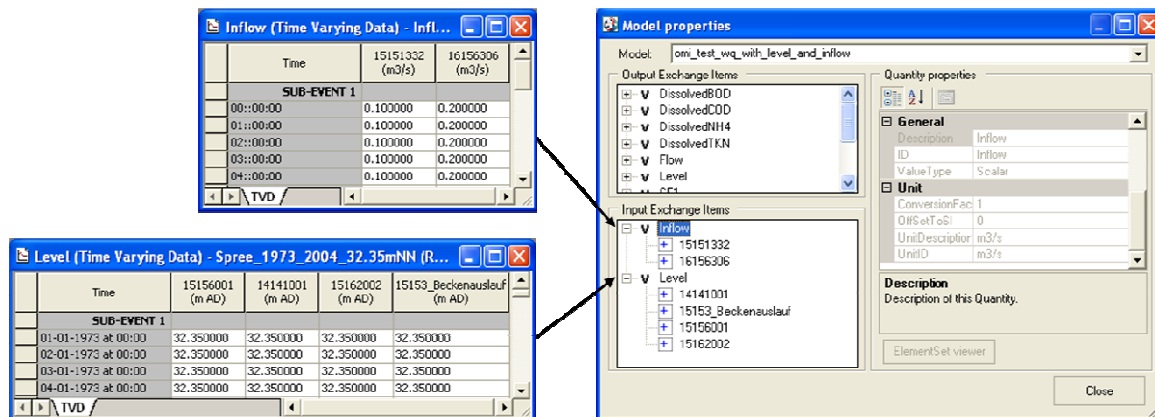 Inflow (Time Varying Data) - Infl...
Time 15151332 (m3/s) 16156306 (m3/s)
SUB-EVENT 1
00::00:00 0.100000 0.200000
01::00:00 0.100000 0.200000
02::00:00 0.100000 0.200000
03::00:00 0.100000 0.200000
04::00:00 0.100000 0.200000
TVD
Level (Time Varying Data) - Spree_1973_2004_32.35mNN (R...
Time 15156001 (m AD) 14141001 (m AD) 15162002 (m AD) 15153_Beckenauslauf (m AD)
SUB-EVENT 1
01-01-1973 at 00:00 32.350000 32.350000 32.350000 32.350000
02-01-1973 at 00:00 32.350000 32.350000 32.350000 32.350000
03-01-1973 at 00:00 32.350000 32.350000 32.350000 32.350000
04-01-1973 at 00:00 32.350000 32.350000 32.350000 32.350000
TVD
Model properties
Model: omi_test_wq_with_level_and_inflow
Output Exchange Items
V DissolvedBOD
V DissolvedCOD
V DissolvedNH4
V DissolvedTKN
V Flow
V Level
Input Exchange Items
V Inflow
15151332
16156306
V Level
14141001
15153_Beckenauslauf
15156001
15162002
Quantity properties
General
Description Inflow
ID Inflow
ValueType Scalar
Unit
ConversionFac 1
OffSetToSI 0
UnitDescription m3/s
UnitID m3/s
Description
Description of this Quantity.
ElementSet viewer
Close